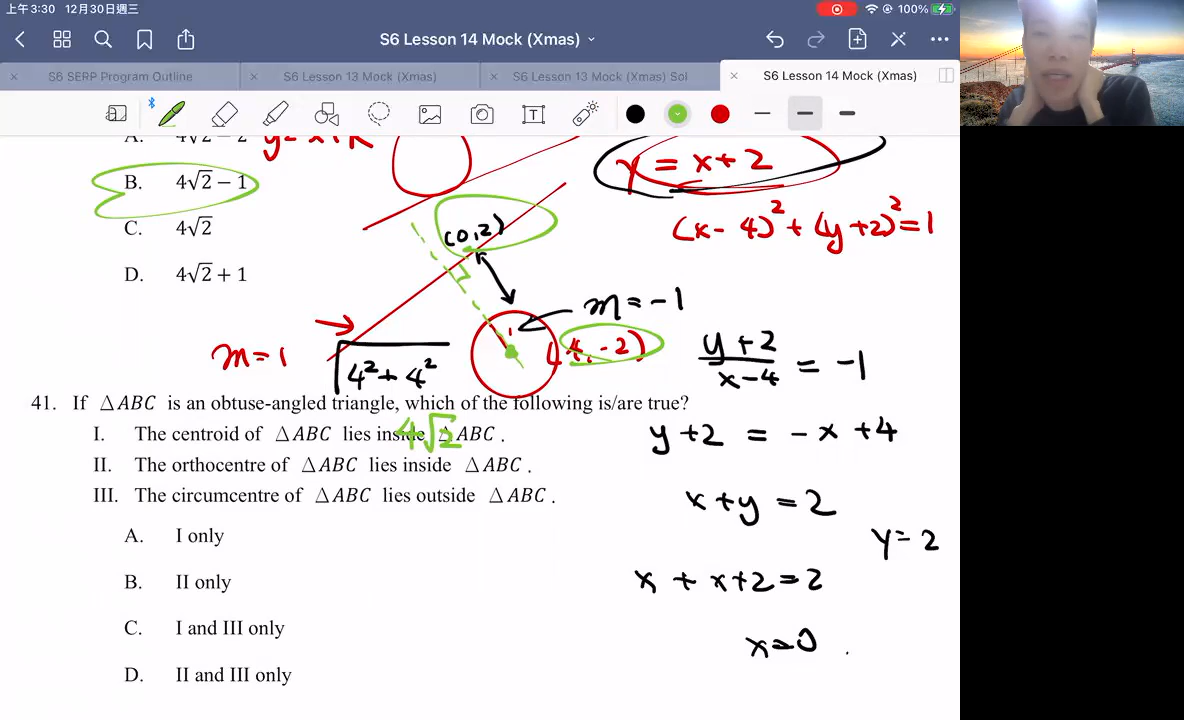 上午3:30 12月30日週三
100%
S6 Lesson 14 Mock (Xmas)
S6 SERP Program Outline
S6 Lesson 13 Mock (Xmas)
S6 Lesson 13 Mock (Xmas) Sol
S6 Lesson 14 Mock (Xmas)
A. 4√2 − 2
y = x + k
B. 4√2 − 1
y = x + 2
C. 4√2
(x − 4)² + (y + 2)² = 1
(0, 2)
D. 4√2 + 1
m = −1
m = 1
√4² + 4²
(4, −2)
y + 2 / x − 4 = −1
41. If △ABC is an obtuse-angled triangle, which of the following is/are true?
I. The centroid of △ABC lies inside △ABC .
4√2
y + 2 = −x + 4
II. The orthocentre of △ABC lies inside △ABC .
III. The circumcentre of △ABC lies outside △ABC .
x + y = 2
A. I only
y = 2
B. II only
x + x + 2 = 2
C. I and III only
x = 0
D. II and III only